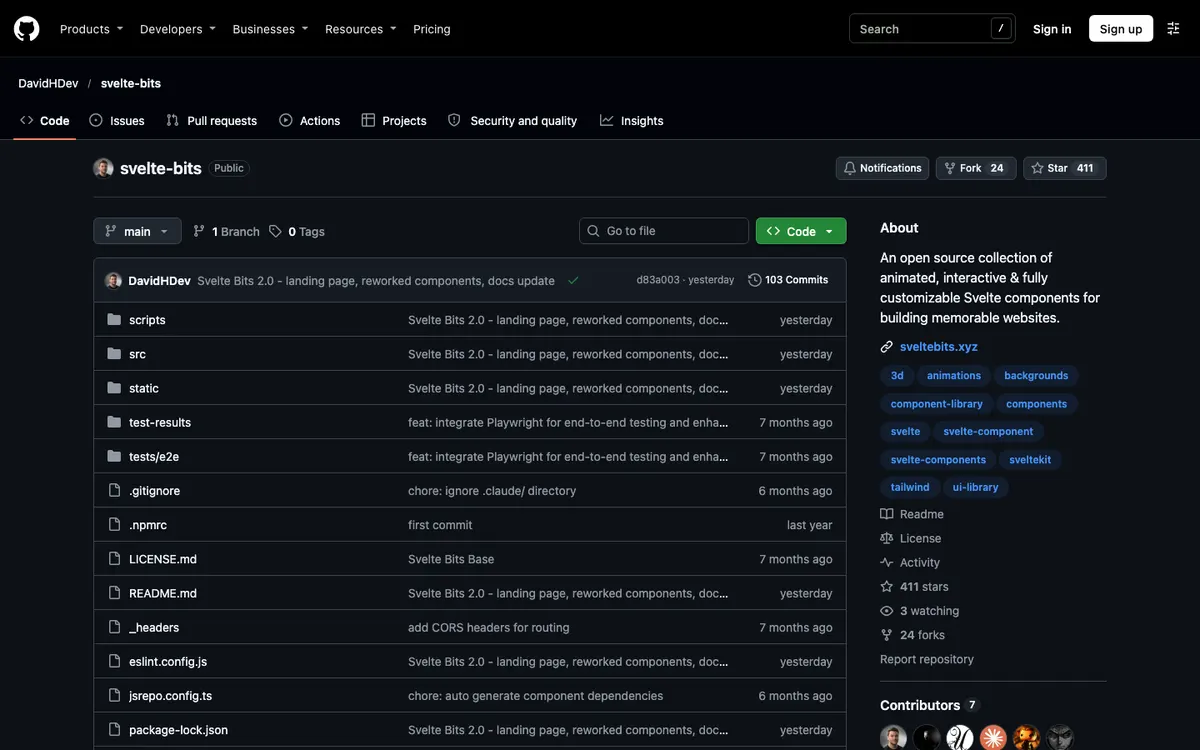 Products Developers Businesses Resources Pricing Search / Sign in Sign up
DavidHDev / svelte-bits
Code Issues Pull requests Actions Projects Security and quality Insights
svelte-bits Public Notifications Fork 24 Star 411
main 1 Branch 0 Tags Go to file Code
DavidHDev Svelte Bits 2.0 - landing page, reworked components, docs update d83a003 · yesterday 103 Commits
scripts Svelte Bits 2.0 - landing page, reworked components, doc... yesterday
src Svelte Bits 2.0 - landing page, reworked components, doc... yesterday
static Svelte Bits 2.0 - landing page, reworked components, doc... yesterday
test-results feat: integrate Playwright for end-to-end testing and enha... 7 months ago
tests/e2e feat: integrate Playwright for end-to-end testing and enha... 7 months ago
.gitignore chore: ignore .claude/ directory 6 months ago
.npmrc first commit last year
LICENSE.md Svelte Bits Base 7 months ago
README.md Svelte Bits 2.0 - landing page, reworked components, doc... yesterday
_headers add CORS headers for routing 7 months ago
eslint.config.js Svelte Bits 2.0 - landing page, reworked components, doc... yesterday
jsrepo.config.ts chore: auto generate component dependencies 6 months ago
package-lock.json Svelte Bits 2.0 - landing page, reworked components, doc... yesterday
About
An open source collection of
animated, interactive & fully
customizable Svelte components for
building memorable websites.
sveltebits.xyz
3d animations backgrounds
component-library components
svelte svelte-component
svelte-components sveltekit
tailwind ui-library
Readme
License
Activity
411 stars
3 watching
24 forks
Report repository
Contributors 7